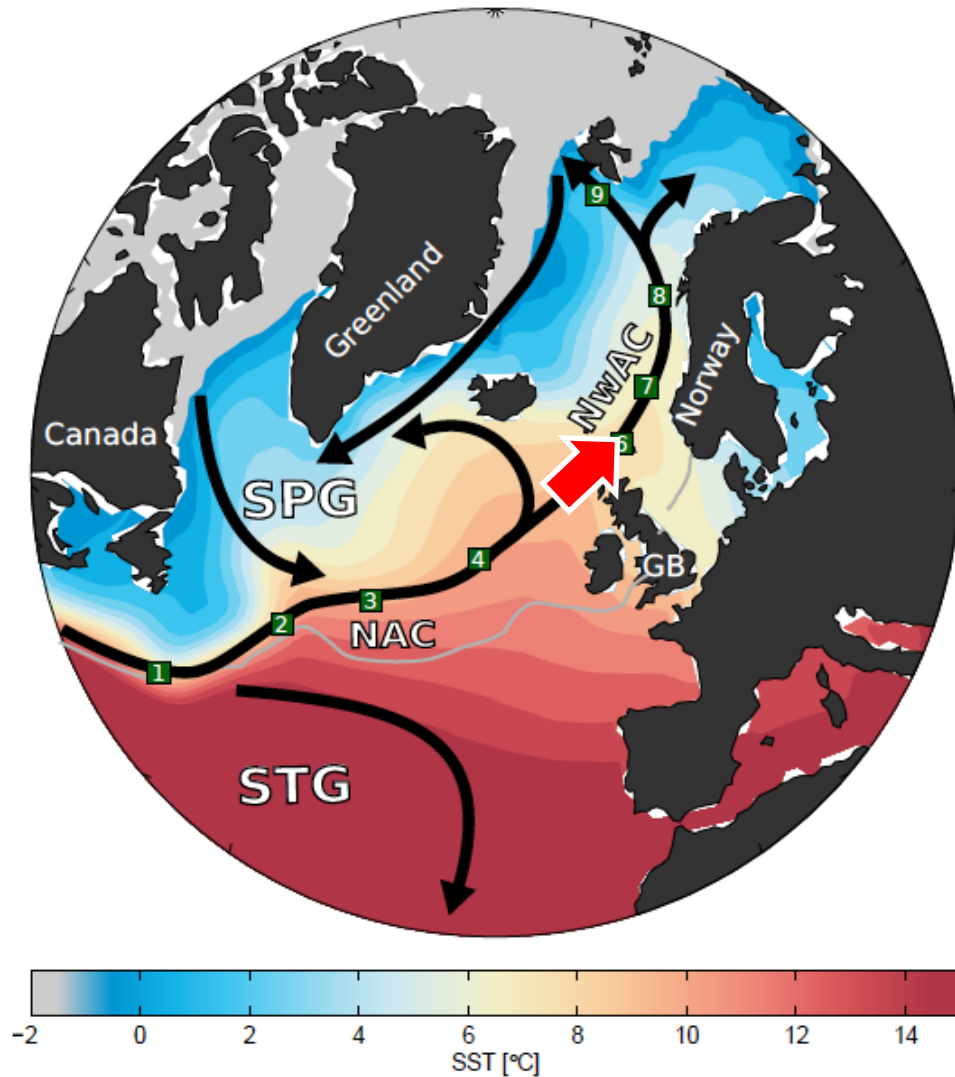 9
Greenland
8
NwAC
Norway
7
Canada
6
SPG
4
GB
3
2
NAC
1
STG
−2 0 2 4 6 8 10 12 14
SST [°C]